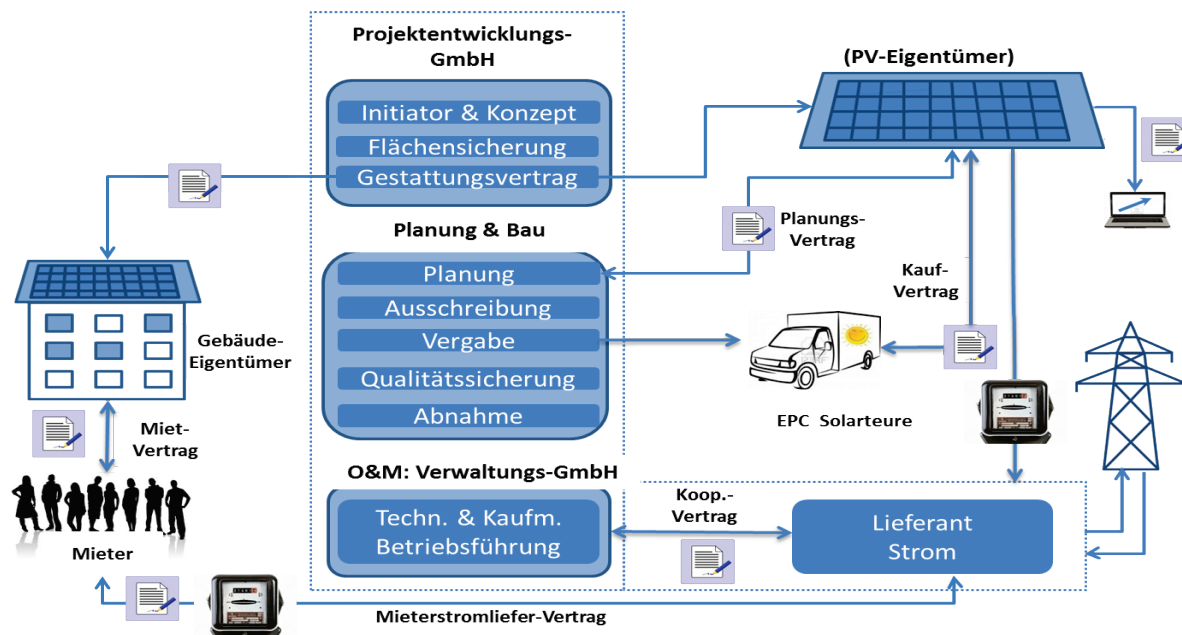 Projektentwicklungs-
GmbH
Initiator & Konzept
Flächensicherung
Gestattungsvertrag
(PV-Eigentümer)
Planungs-
Vertrag
Kauf-
Vertrag
Planung & Bau
Planung
Ausschreibung
Vergabe
Qualitätssicherung
Abnahme
Gebäude-
Eigentümer
Miet-
Vertrag
Mieter
EPC Solarteure
O&M: Verwaltungs-GmbH
Techn. & Kaufm.
Betriebsführung
Koop.-
Vertrag
Lieferant
Strom
Mieterstromliefer-Vertrag